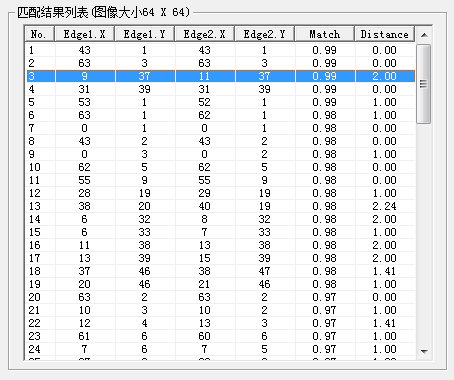 匹配结果列表(图像大小64 X 64)
No. Edge1.X Edge1.Y Edge2.X Edge2.Y Match Distance
1 43 1 43 1 0.99 0.00
2 63 3 63 3 0.99 0.00
3 9 37 11 37 0.99 2.00
4 31 39 31 39 0.99 0.00
5 53 1 52 1 0.99 1.00
6 63 1 62 1 0.98 1.00
7 0 1 0 1 0.98 0.00
8 43 2 43 2 0.98 0.00
9 0 3 0 2 0.98 1.00
10 62 5 62 5 0.98 0.00
11 55 9 55 9 0.98 0.00
12 28 19 29 19 0.98 1.00
13 38 20 40 19 0.98 2.24
14 6 32 8 32 0.98 2.00
15 6 33 7 33 0.98 1.00
16 11 38 13 38 0.98 2.00
17 13 39 15 39 0.98 2.00
18 37 46 38 47 0.98 1.41
19 20 46 21 46 0.98 1.00
20 63 2 63 2 0.97 0.00
21 10 3 10 2 0.97 1.00
22 12 4 13 3 0.97 1.41
23 61 6 60 6 0.97 1.00
24 7 6 7 5 0.97 1.00